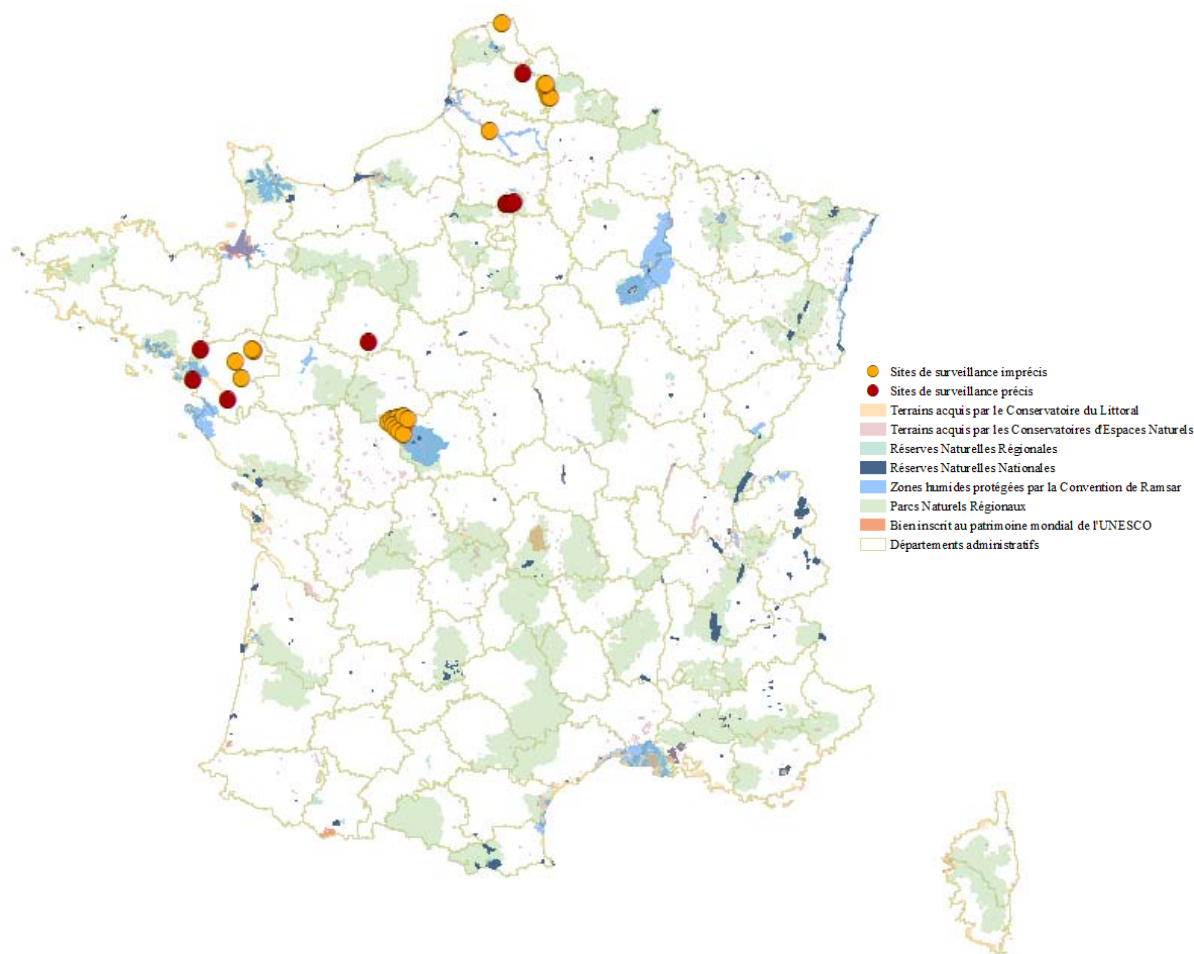 Sites de surveillance imprécis
Sites de surveillance précis
Terrains acquis par le Conservatoire du Littoral
Terrains acquis par les Conservatoires d'Espaces Naturels
Réserves Naturelles Régionales
Réserves Naturelles Nationales
Zones humides protégées par la Convention de Ramsar
Parcs Naturels Régionaux
Bien inscrit au patrimoine mondial de l'UNESCO
Départements administratifs